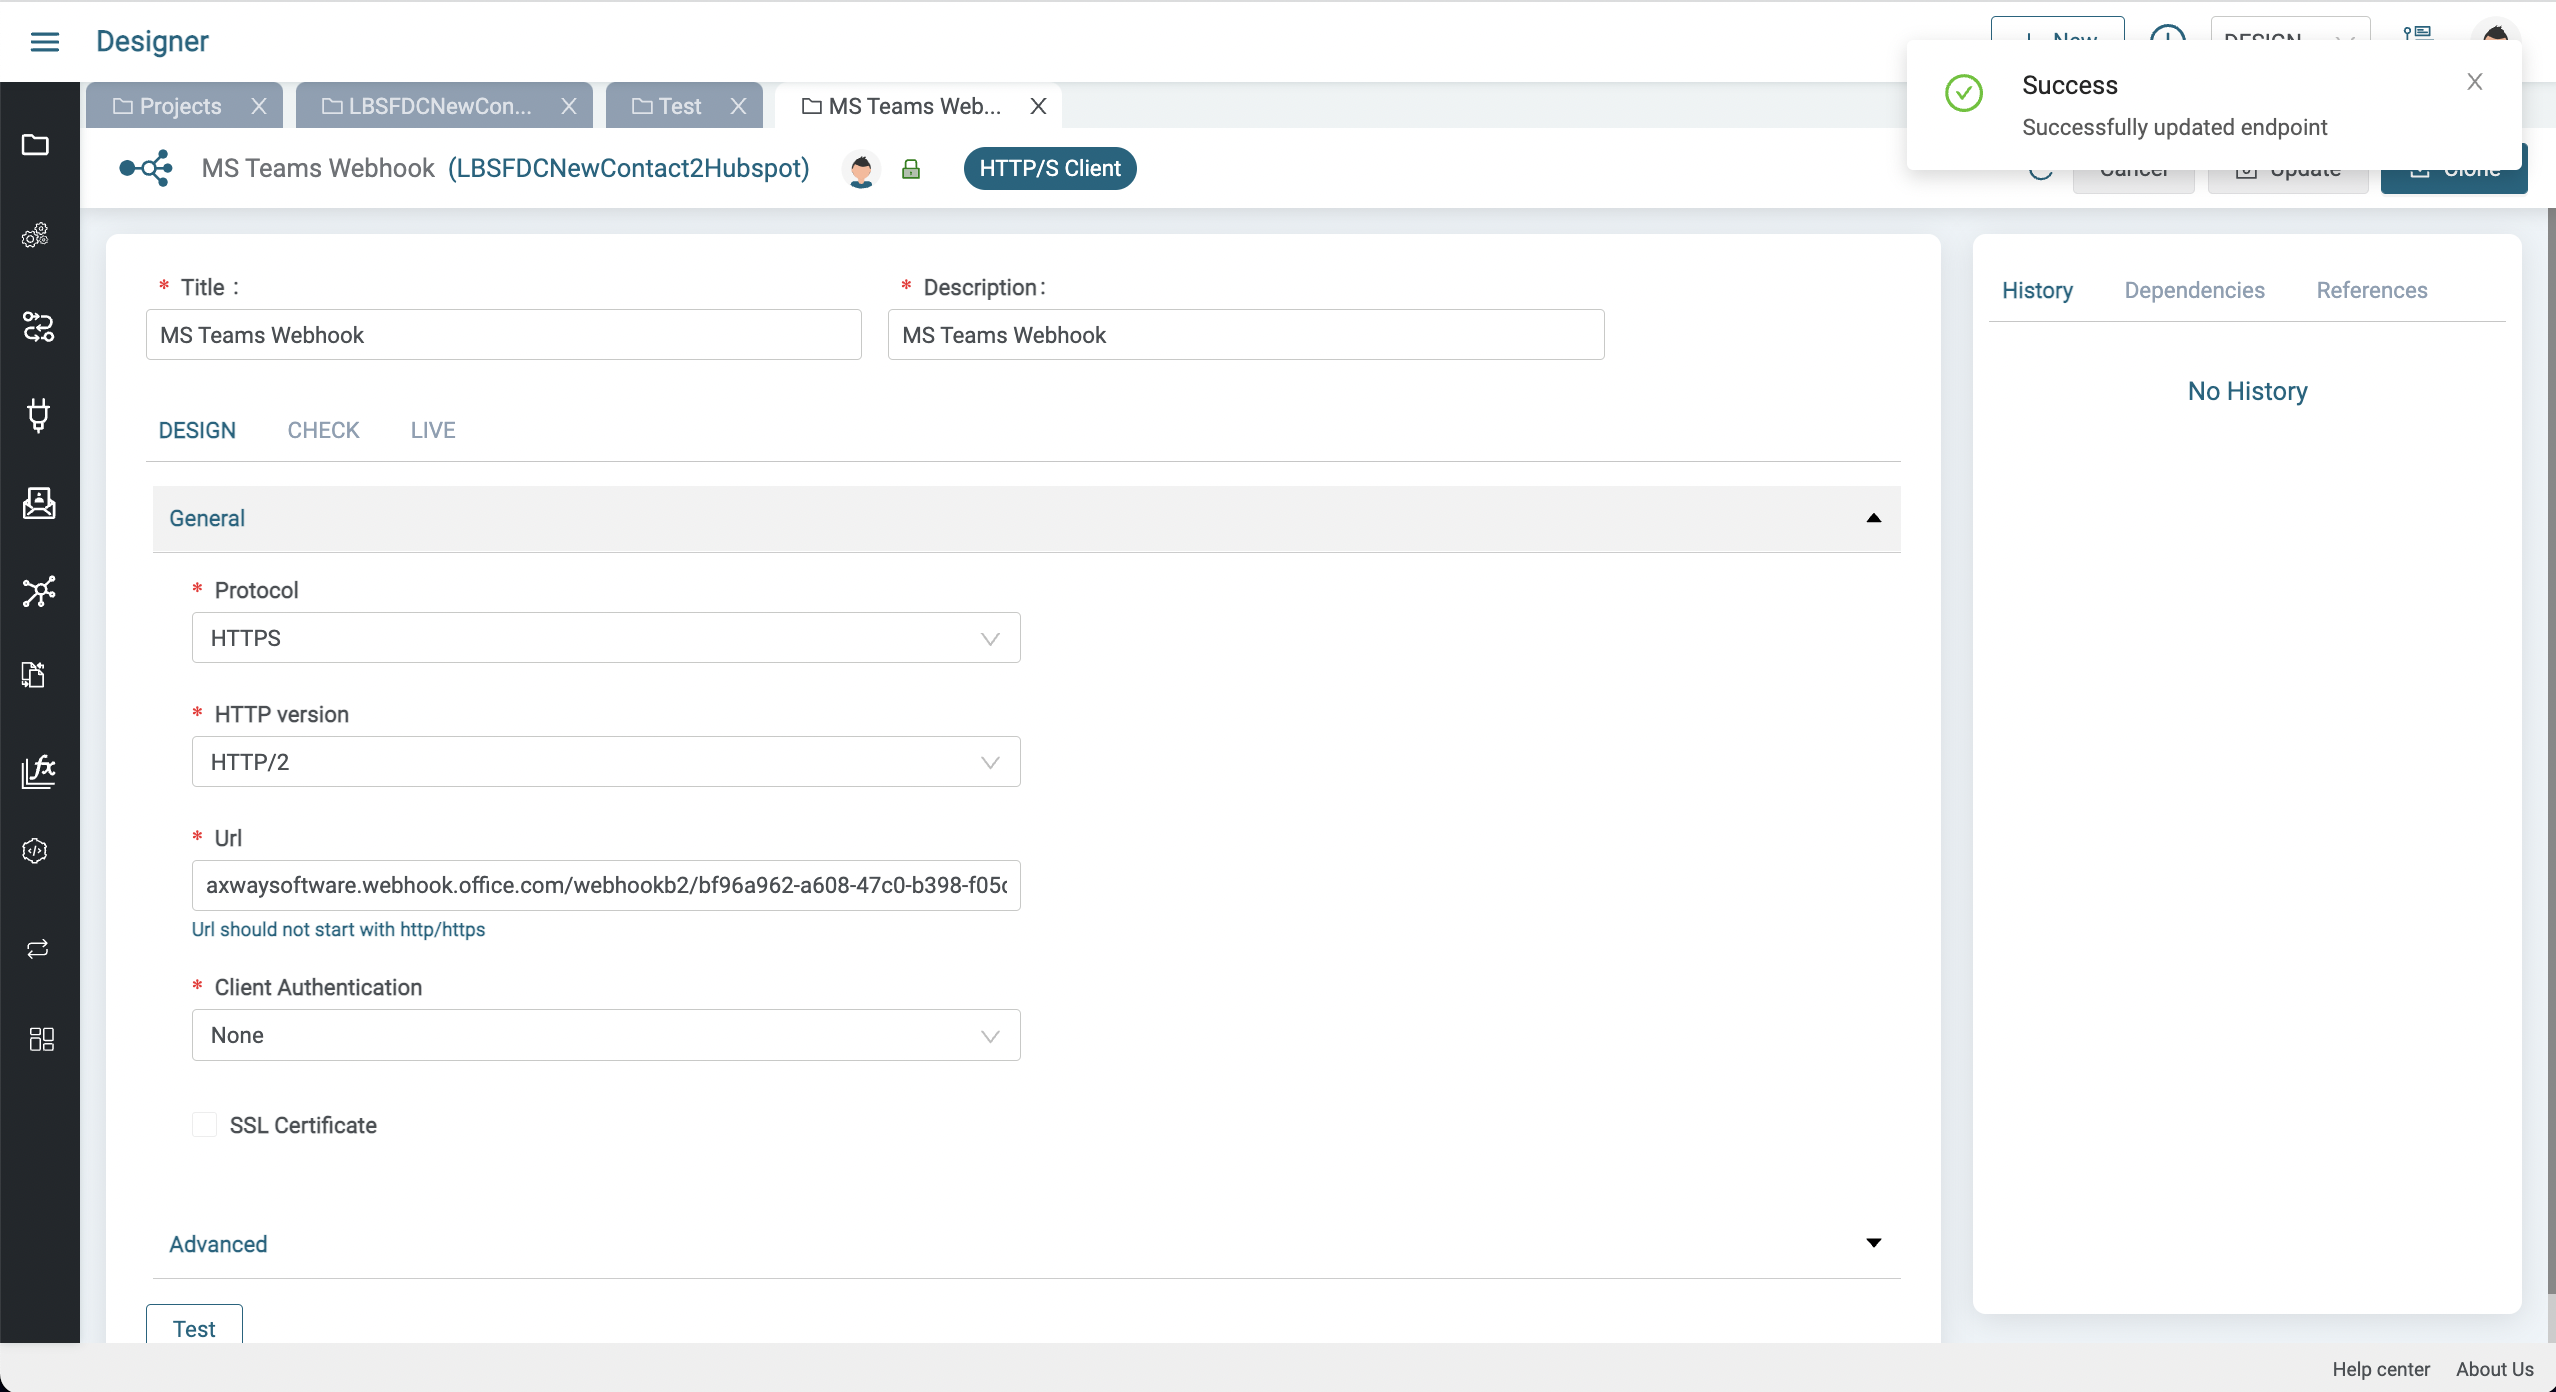 Designer
New
DESIGN
Success
Successfully updated endpoint
Projects
LBSFDCNewCon...
Test
MS Teams Web...
MS Teams Webhook (LBSFDCNewContact2Hubspot)
HTTP/S Client
Cancel
Update
Clone
* Title :
* Description :
MS Teams Webhook
MS Teams Webhook
History
Dependencies
References
No History
DESIGN
CHECK
LIVE
General
* Protocol
HTTPS
* HTTP version
HTTP/2
* Url
axwaysoftware.webhook.office.com/webhookb2/bf96a962-a608-47c0-b398-f05c
Url should not start with http/https
* Client Authentication
None
SSL Certificate
Advanced
Test
Help center
About Us